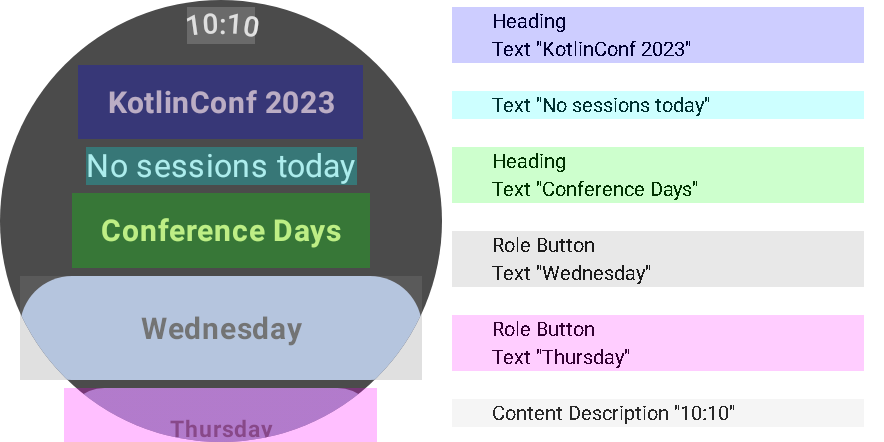 10:10
KotlinConf 2023
No sessions today
Conference Days
Wednesday
Thursday
Heading
Text "KotlinConf 2023"
Text "No sessions today"
Heading
Text "Conference Days"
Role Button
Text "Wednesday"
Role Button
Text "Thursday"
Content Description "10:10"